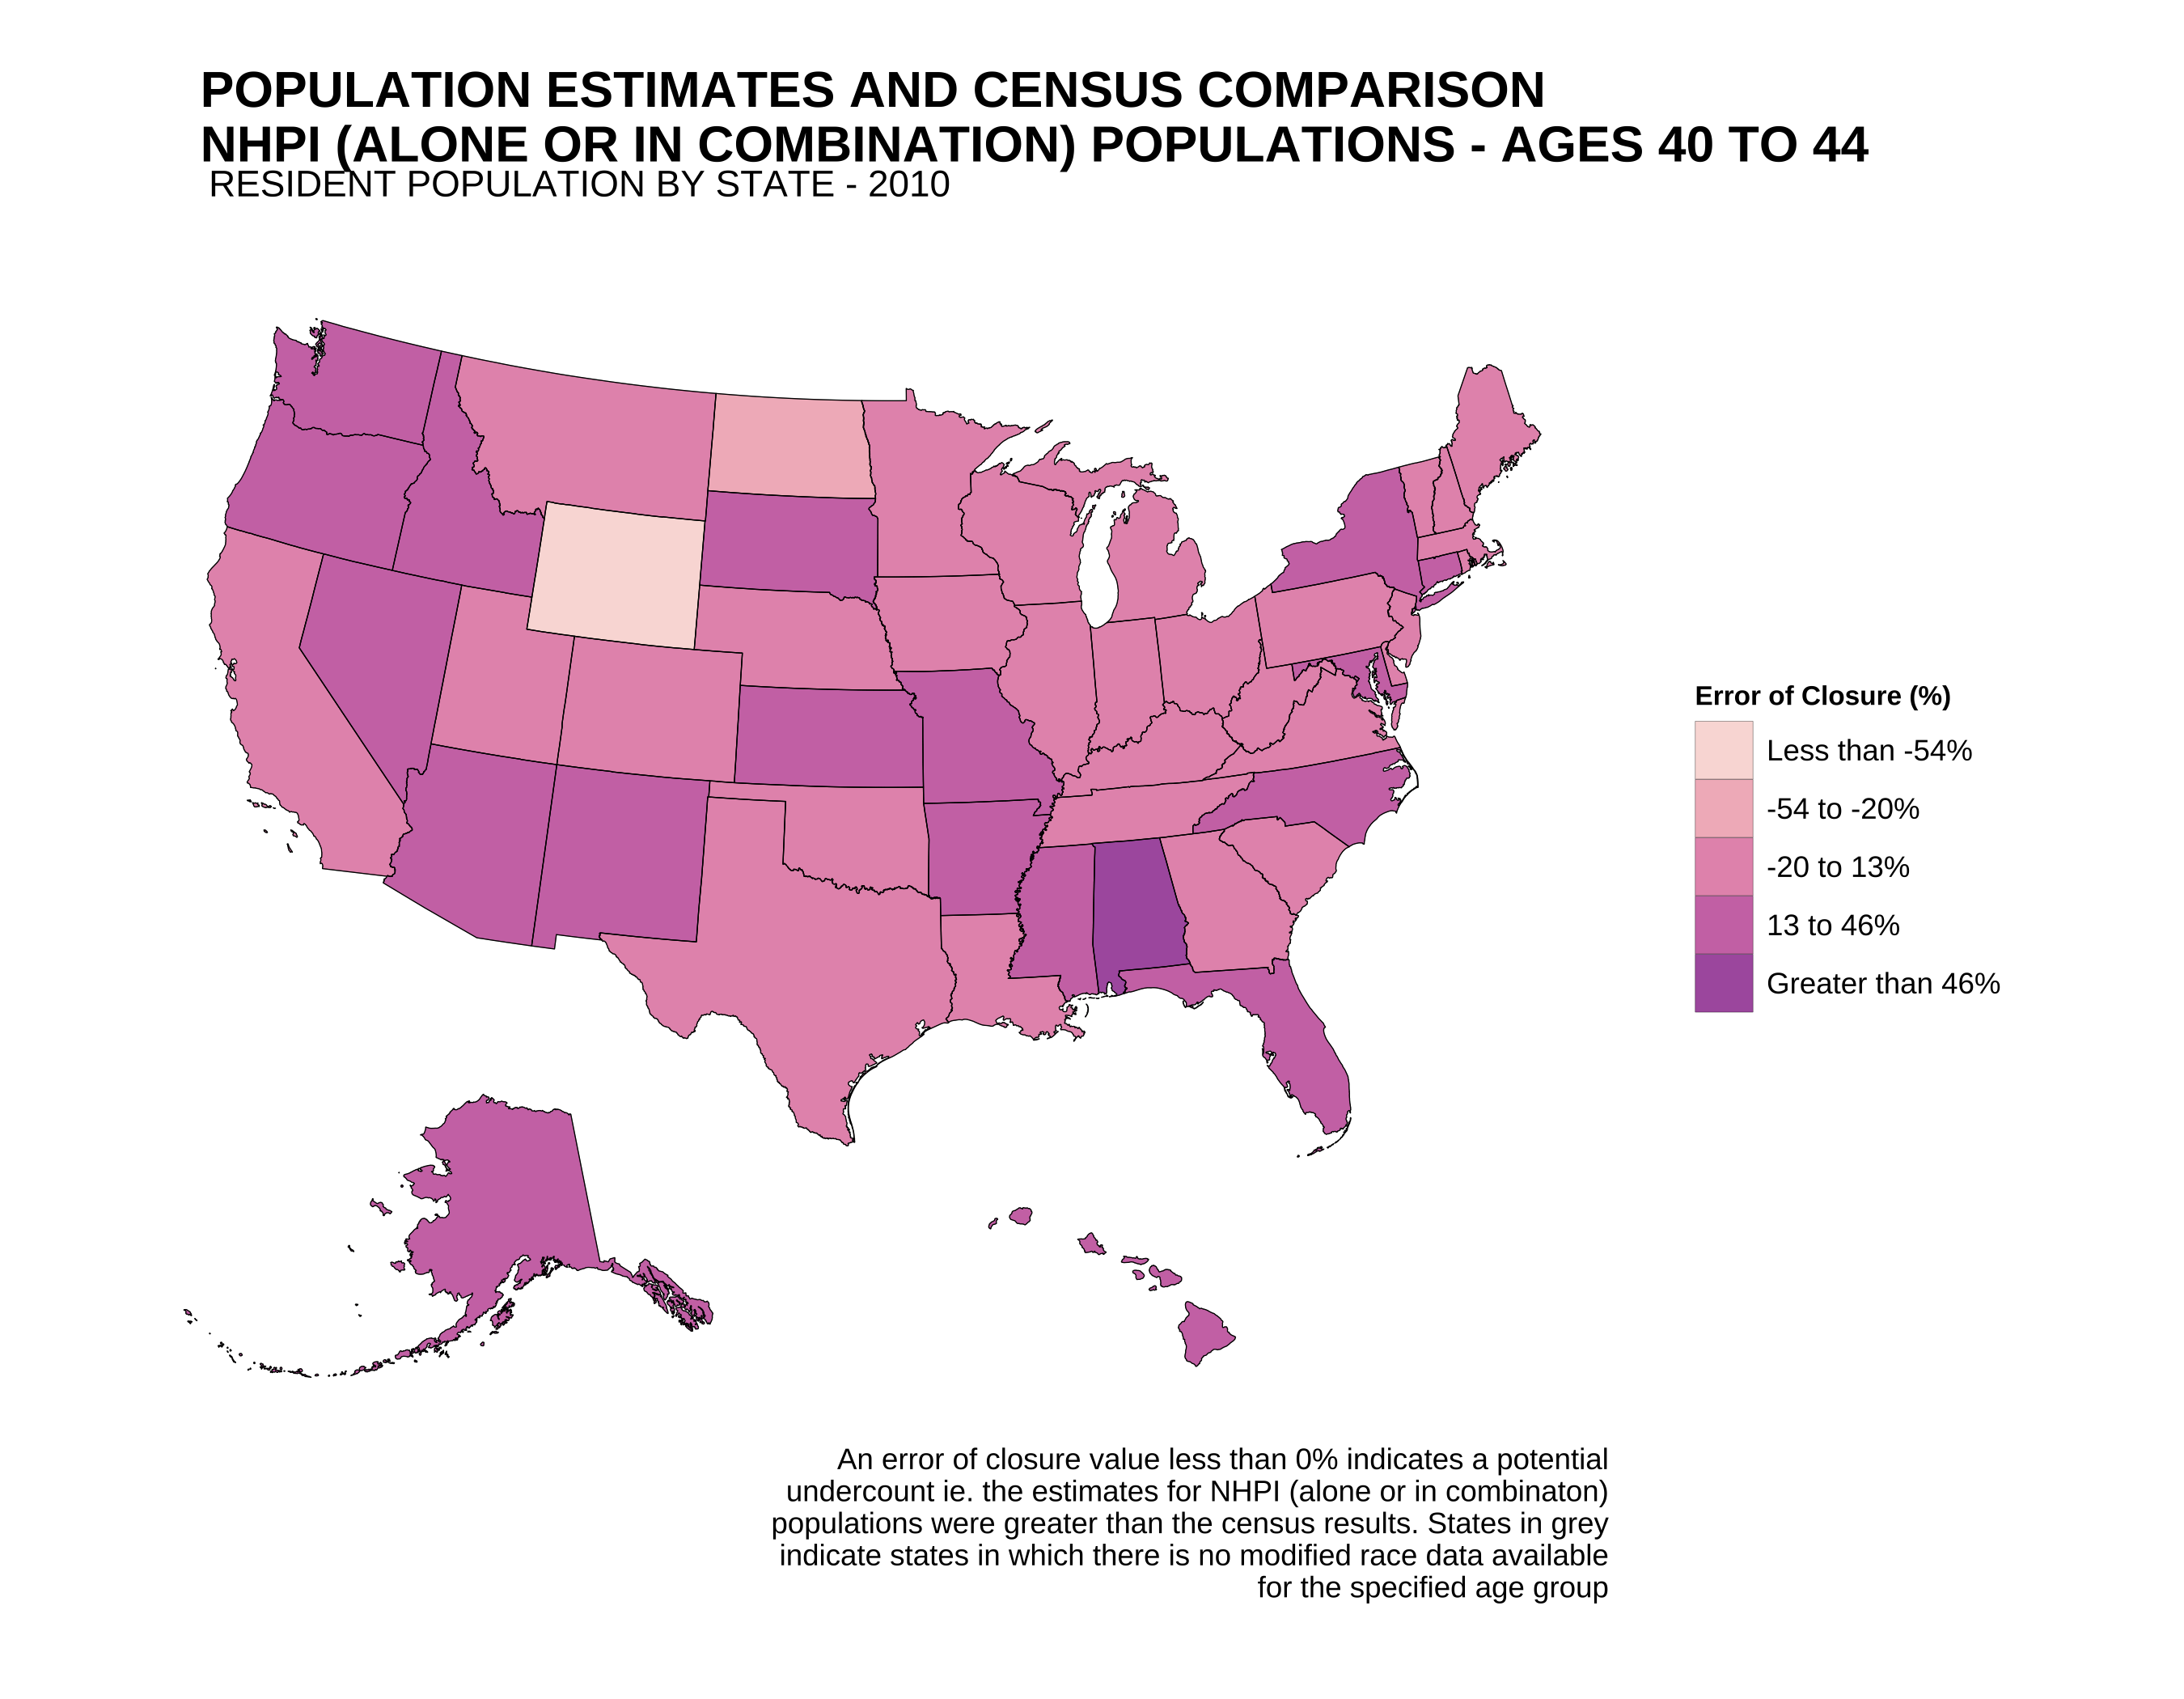 POPULATION ESTIMATES AND CENSUS COMPARISON
NHPI (ALONE OR IN COMBINATION) POPULATIONS - AGES 40 TO 44
RESIDENT POPULATION BY STATE - 2010
Error of Closure (%)
Less than -54%
-54 to -20%
-20 to 13%
13 to 46%
Greater than 46%
An error of closure value less than 0% indicates a potential
undercount ie. the estimates for NHPI (alone or in combinaton)
populations were greater than the census results. States in grey
indicate states in which there is no modified race data available
for the specified age group